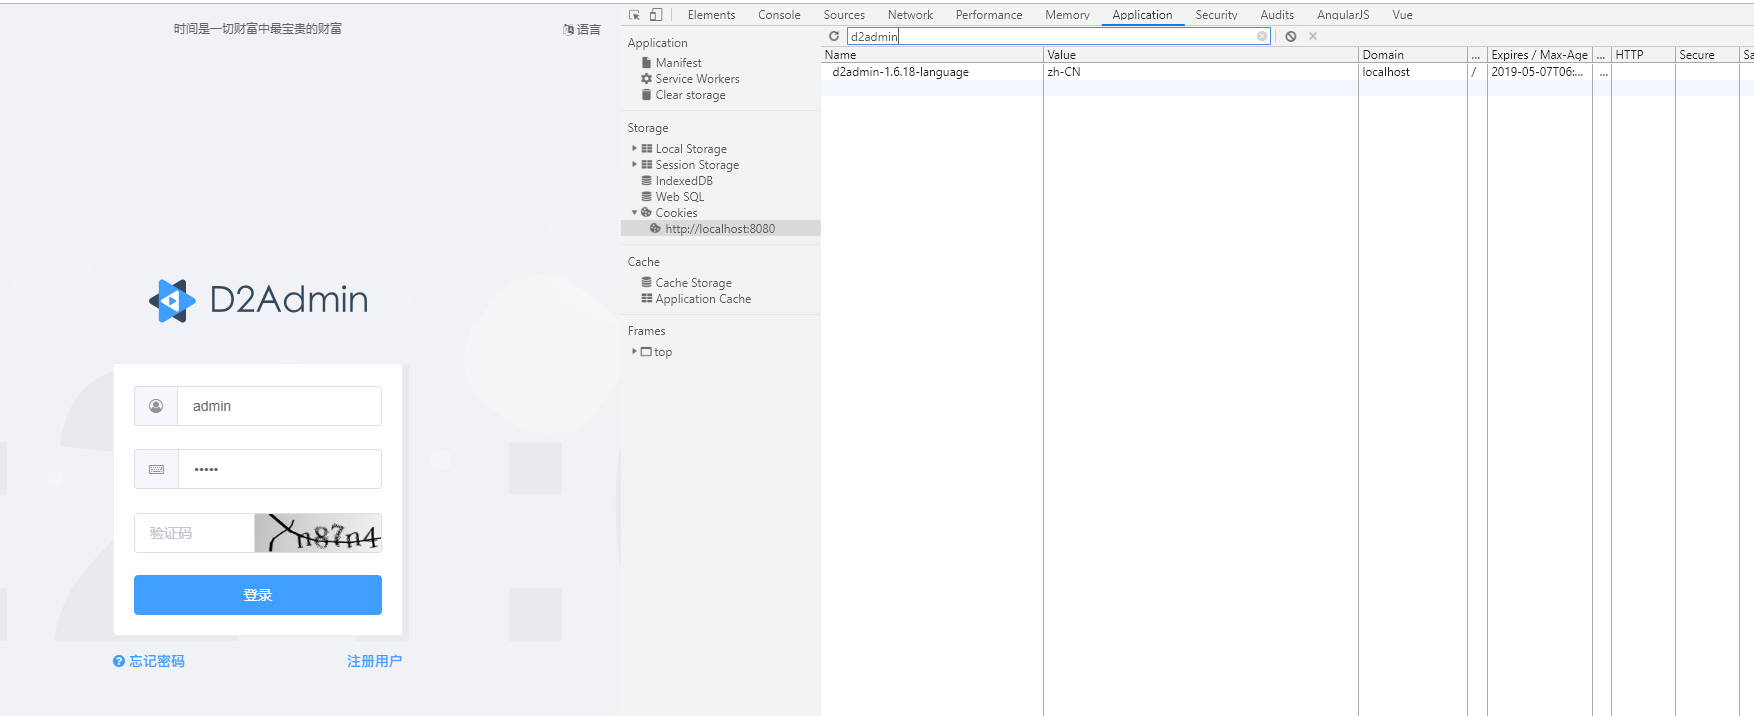 时间是一切财富中最宝贵的财富
语言
D2Admin
admin
•••••
验证码
n87n4
登录
忘记密码
注册用户
Elements Console Sources Network Performance Memory Application Security Audits AngularJS Vue
Application
Manifest
Service Workers
Clear storage
Storage
Local Storage
Session Storage
IndexedDB
Web SQL
Cookies
http://localhost:8080
Cache
Cache Storage
Application Cache
Frames
top
d2admin
Name Value Domain ... Expires / Max-Age ... HTTP Secure Sa
d2admin-1.6.18-language zh-CN localhost / 2019-05-07T06:... ...